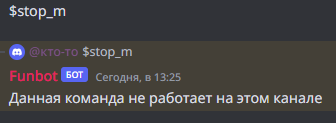 $stop_m
@кто-то $stop_m
Funbot БОТ Сегодня, в 13:25
Данная команда не работает на этом канале